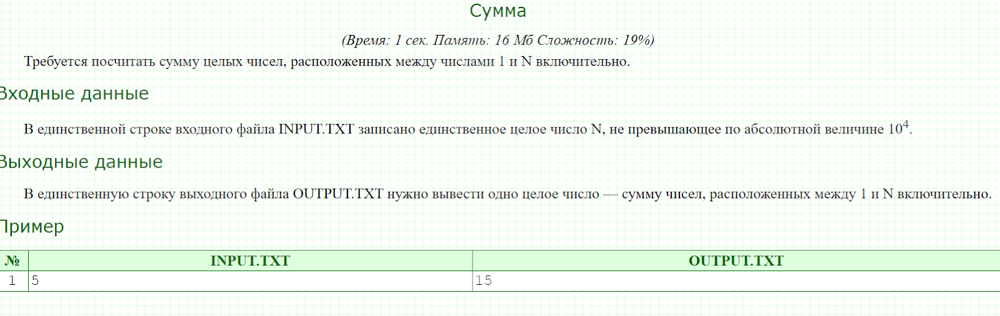 Сумма
(Время: 1 сек. Память: 16 Мб Сложность: 19%)
Требуется посчитать сумму целых чисел, расположенных между числами 1 и N включительно.
Входные данные
В единственной строке входного файла INPUT.TXT записано единственное целое число N, не превышающее по абсолютной величине 10⁴.
Выходные данные
В единственную строку выходного файла OUTPUT.TXT нужно вывести одно целое число — сумму чисел, расположенных между 1 и N включительно.
Пример
№ INPUT.TXT OUTPUT.TXT
1 5 15